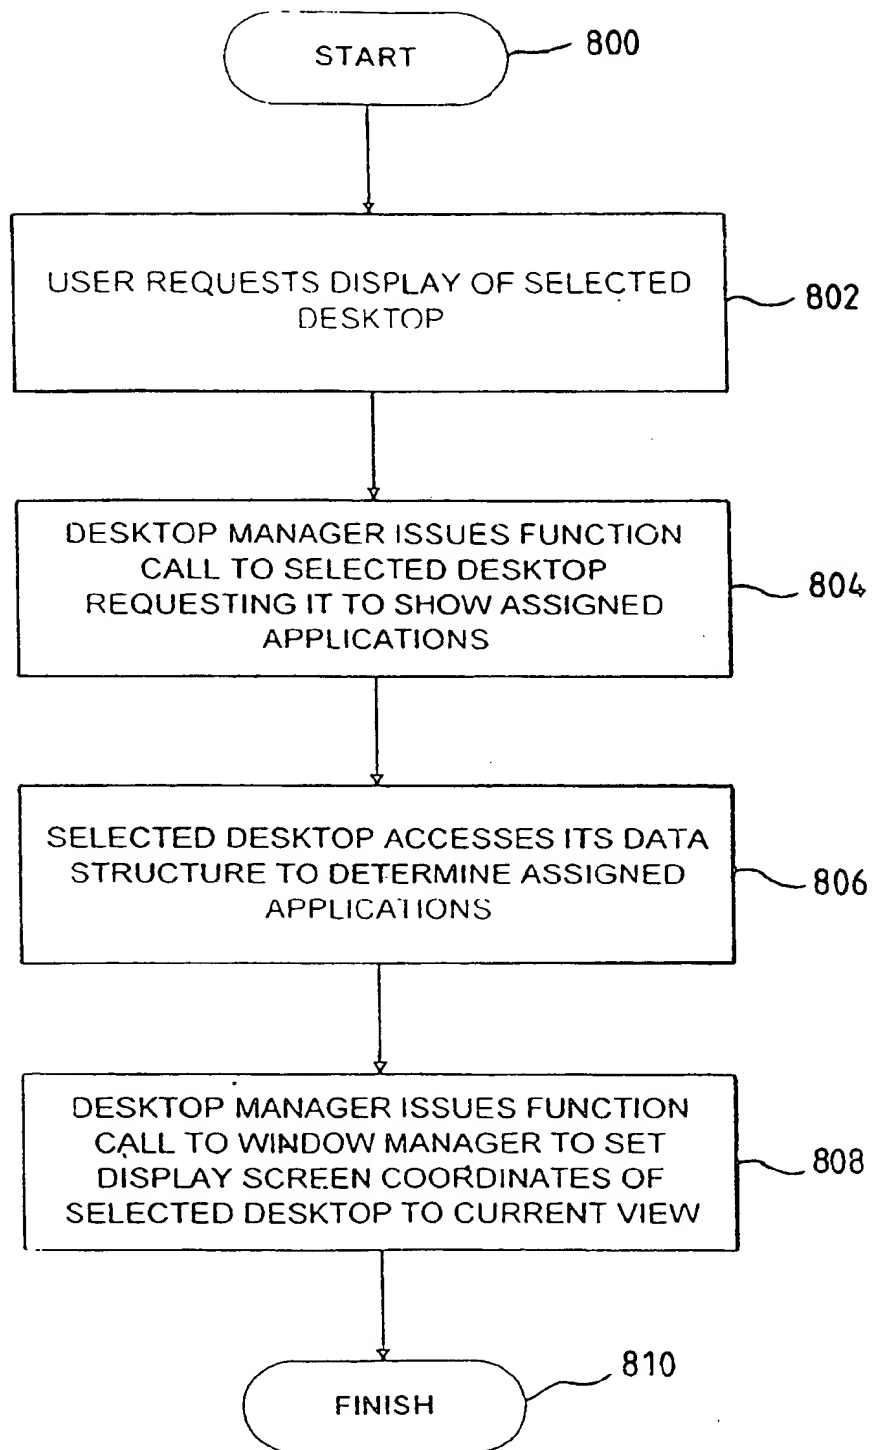 START
800
USER REQUESTS DISPLAY OF SELECTED
DESKTOP
802
DESKTOP MANAGER ISSUES FUNCTION
CALL TO SELECTED DESKTOP
REQUESTING IT TO SHOW ASSIGNED
APPLICATIONS
804
SELECTED DESKTOP ACCESSES ITS DATA
STRUCTURE TO DETERMINE ASSIGNED
APPLICATIONS
806
DESKTOP MANAGER ISSUES FUNCTION
CALL TO WINDOW MANAGER TO SET
DISPLAY SCREEN COORDINATES OF
SELECTED DESKTOP TO CURRENT VIEW
808
FINISH
810